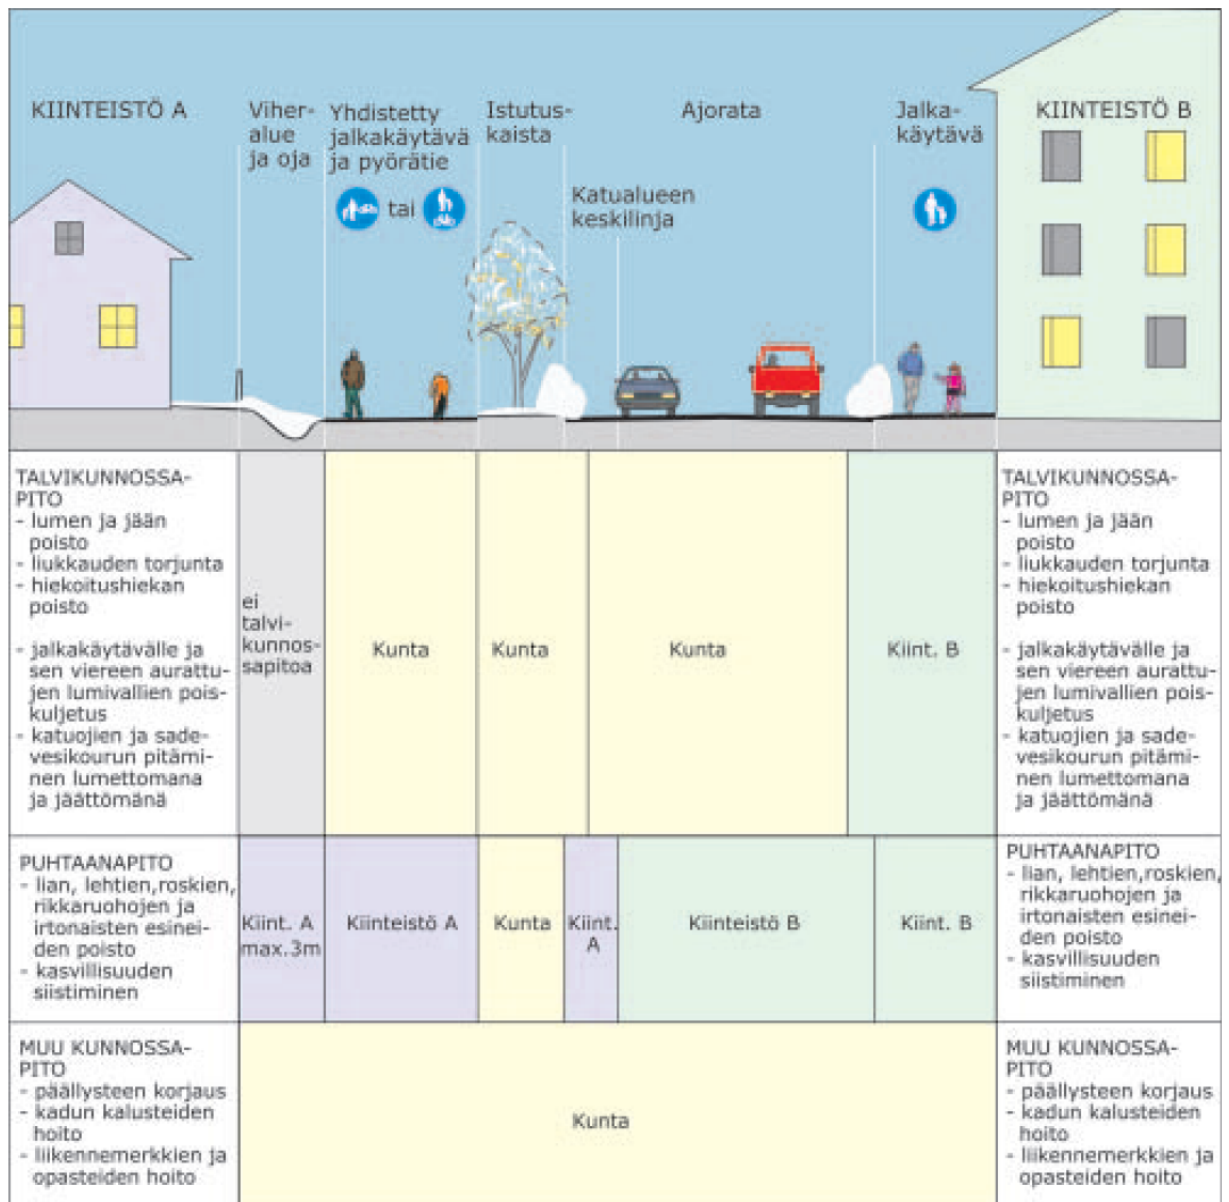 KIINTEISTÖ A
Viher-
alue
ja oja
Yhdistetty
jalkakäytävä
ja pyörätie
tai
Istutus-
kaista
Katualueen
keskilinja
Ajorata
Jalka-
käytävä
KIINTEISTÖ B
TALVIKUNNOSSA-
PITO
- lumen ja jään
poisto
- liukkauden torjunta
- hiekoitushiekan
poisto
- jalkakäytävälle ja
sen viereen aurattu-
jen lumivallien pois-
kuljetus
- katuojien ja sade-
vesikourun pitämi-
nen lumettomana
ja jäättömänä
ei
talvi-
kunnos-
sapitoa
Kunta
Kunta
Kunta
Kiint. B
TALVIKUNNOSSA-
PITO
- lumen ja jään
poisto
- liukkauden torjunta
- hiekoitushiekan
poisto
- jalkakäytävälle ja
sen viereen aurattu-
jen lumivallien pois-
kuljetus
- katuojien ja sade-
vesikourun pitämi-
nen lumettomana
ja jäättömänä
PUHTAANAPITO
- lian, lehtien,roskien,
rikkaruohojen ja
irtonaisten esinei-
den poisto
- kasvillisuuden
siistiminen
Kiint. A
max.3m
Kiinteistö A
Kunta
Kiint.
A
Kiinteistö B
Kiint. B
PUHTAANAPITO
- lian, lehtien,roskien,
rikkaruohojen ja
irtonaisten esinei-
den poisto
- kasvillisuuden
siistiminen
MUU KUNNOSSA-
PITO
- päällysteen korjaus
- kadun kalusteiden
hoito
- liikennemerkkien ja
opasteiden hoito
Kunta
MUU KUNNOSSA-
PITO
- päällysteen korjaus
- kadun kalusteiden
hoito
- liikennemerkkien ja
opasteiden hoito